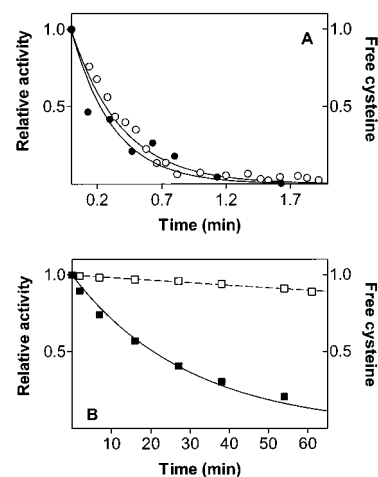 A
Relative activity
Free cysteine
1.0
0.5
1.0
0.5
0.2 0.7 1.2 1.7
Time (min)
B
Relative activity
Free cysteine
1.0
0.5
1.0
0.5
10 20 30 40 50 60
Time (min)